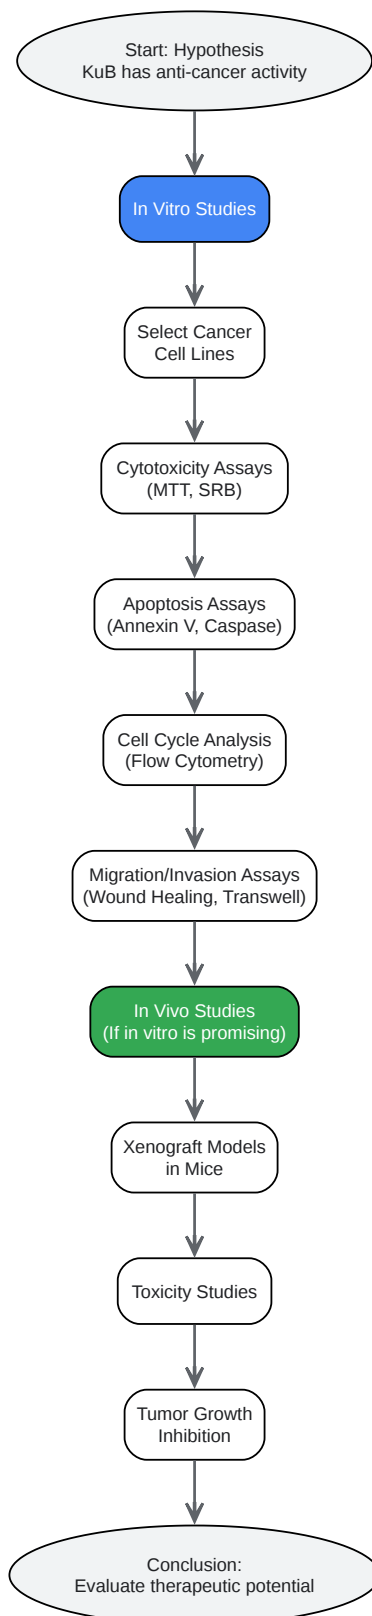 Start: Hypothesis
KuB has anti-cancer activity
In Vitro Studies
Select Cancer
Cell Lines
Cytotoxicity Assays
(MTT, SRB)
Apoptosis Assays
(Annexin V, Caspase)
Cell Cycle Analysis
(Flow Cytometry)
Migration/Invasion Assays
(Wound Healing, Transwell)
In Vivo Studies
(If in vitro is promising)
Xenograft Models
in Mice
Toxicity Studies
Tumor Growth
Inhibition
Conclusion:
Evaluate therapeutic potential